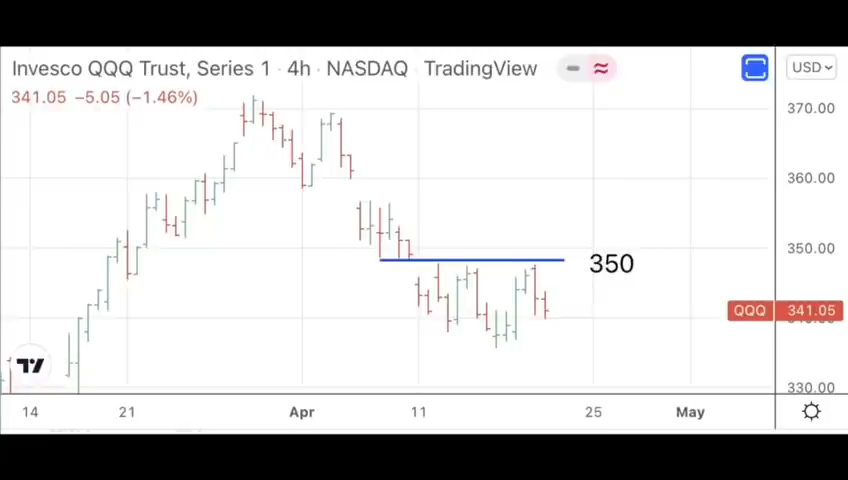 Invesco QQQ Trust, Series 1 · 4h · NASDAQ · TradingView
USD
341.05 −5.05 (−1.46%)
370.00
360.00
350.00
350
QQQ 341.05
330.00
14 21 Apr 11 25 May